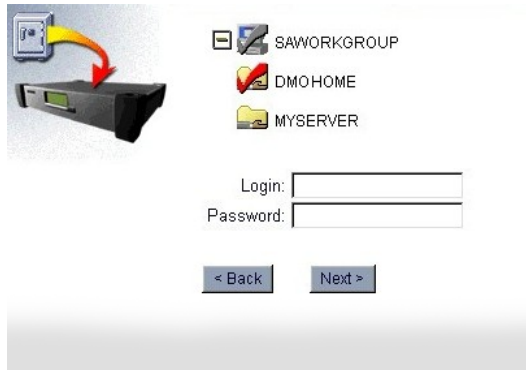 SAWORKGROUP
DMOHOME
MYSERVER
Login:
Password:
< Back Next >